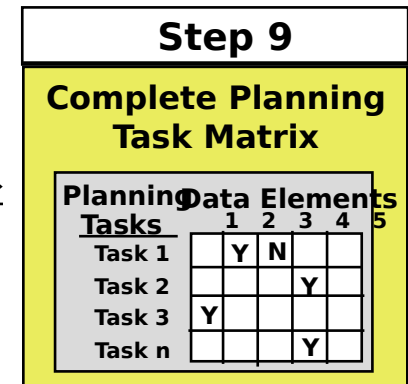 Step 9
Complete Planning
Task Matrix
Planning Data Elements
Tasks 1 2 3 4 5
Task 1 Y N
Task 2 Y
Task 3 Y
Task n Y